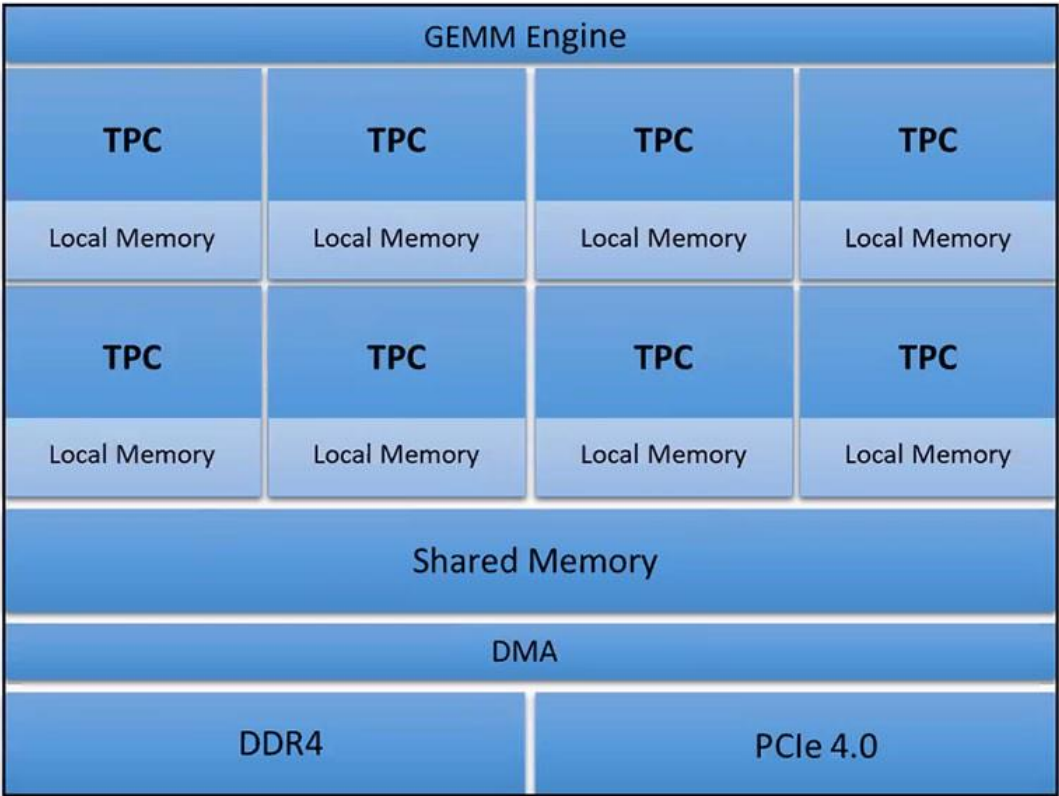 GEMM Engine
TPC TPC TPC TPC
Local Memory Local Memory Local Memory Local Memory
TPC TPC TPC TPC
Local Memory Local Memory Local Memory Local Memory
Shared Memory
DMA
DDR4 PCIe 4.0